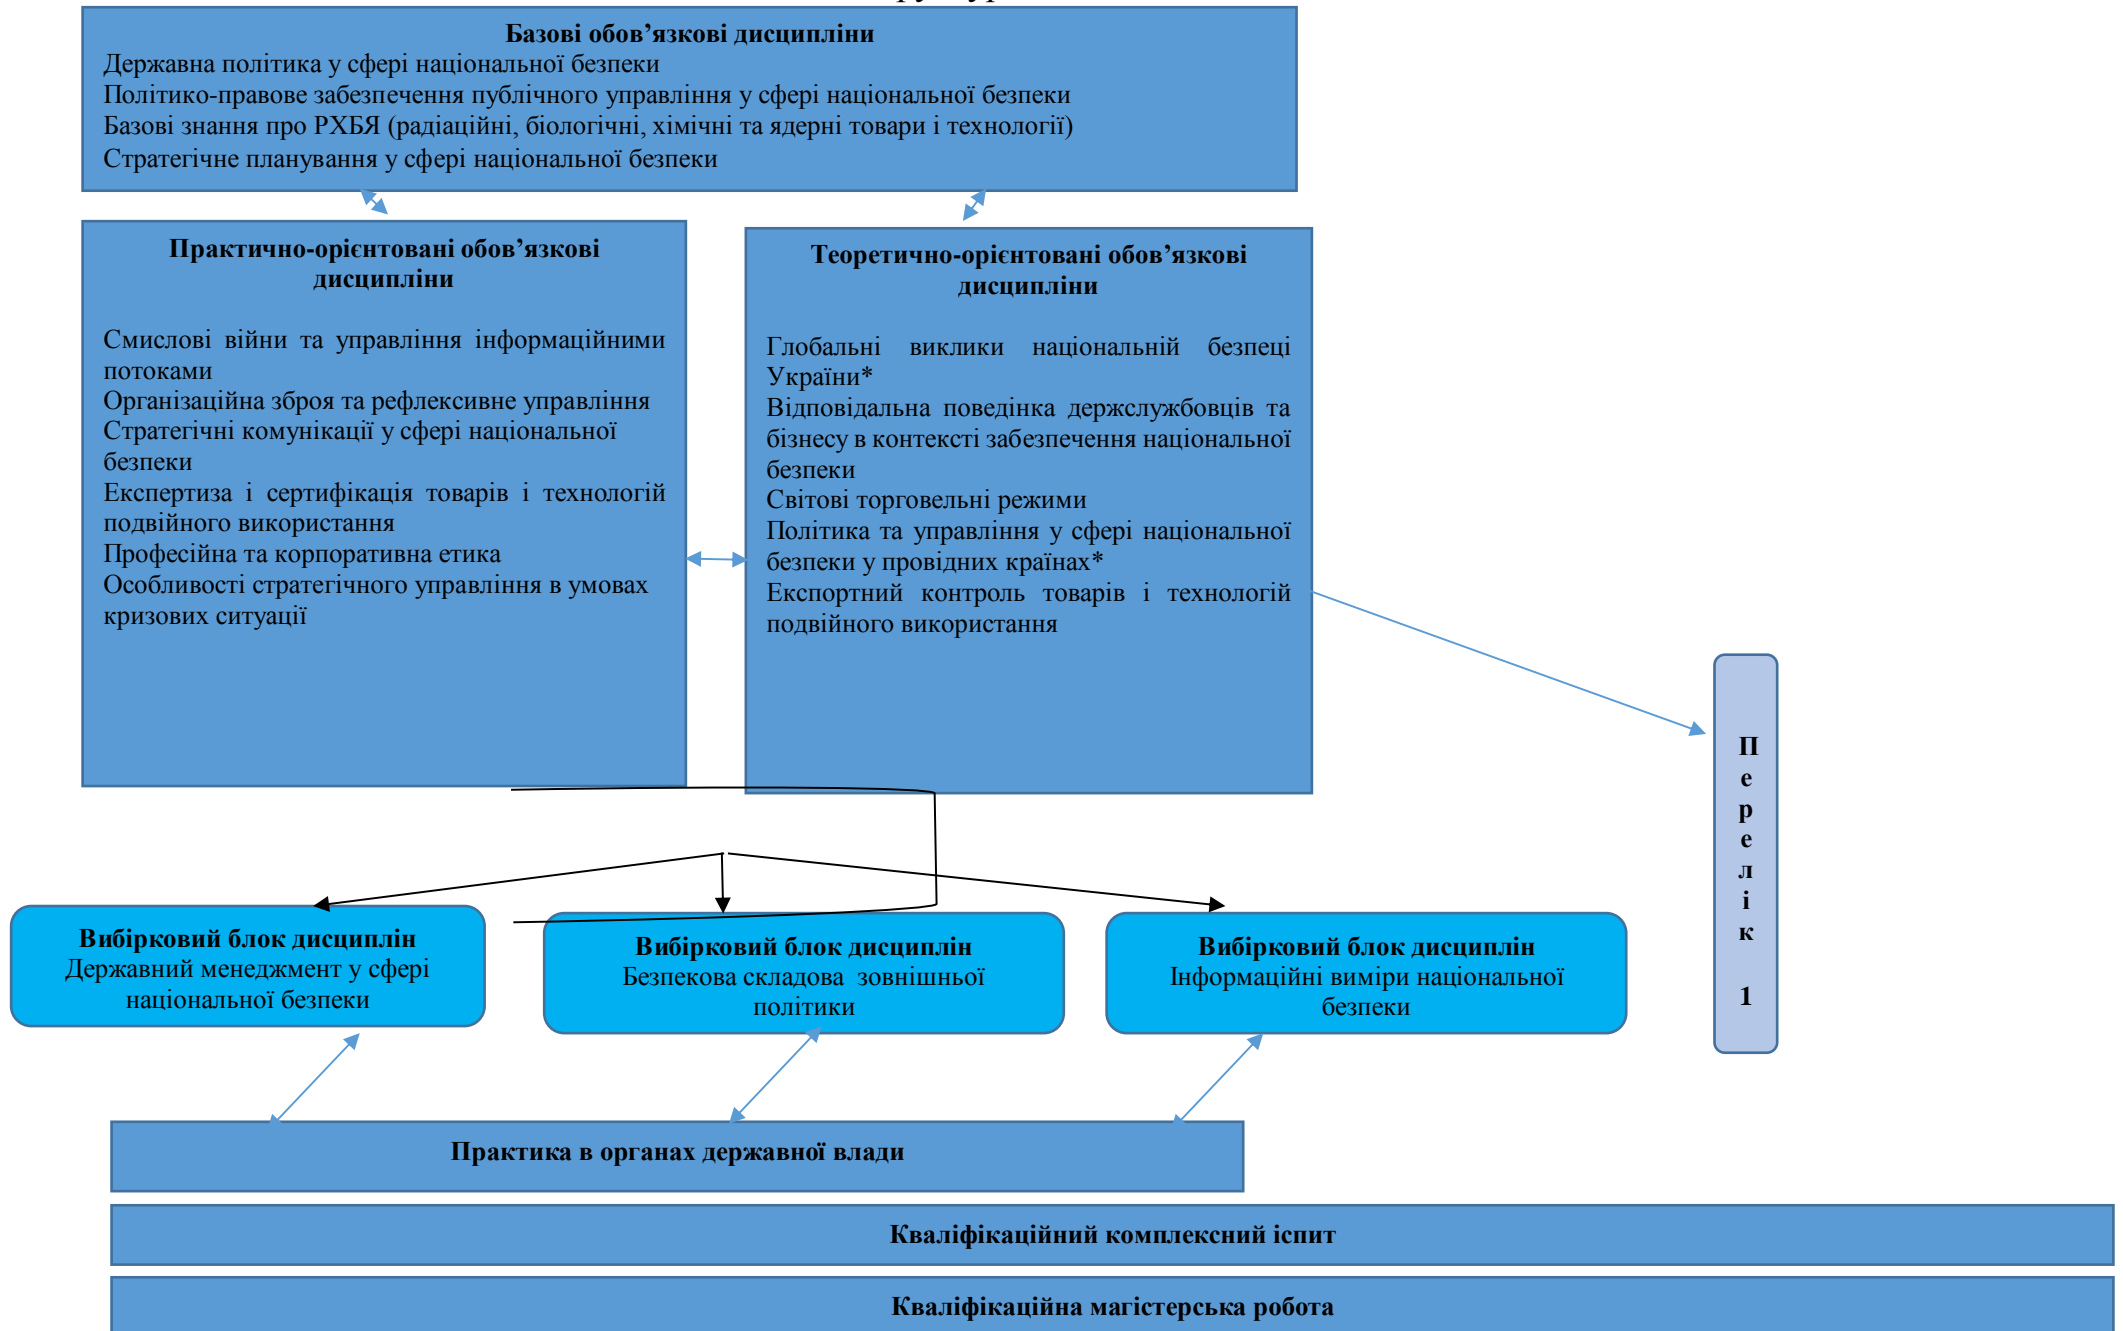 Базові обов’язкові дисципліни
Державна політика у сфері національної безпеки
Політико-правове забезпечення публічного управління у сфері національної безпеки
Базові знання про РХБЯ (радіаційні, біологічні, хімічні та ядерні товари і технології)
Стратегічне планування у сфері національної безпеки
Практично-орієнтовані обов’язкові
дисципліни
Смислові війни та управління інформаційними
потоками
Організаційна зброя та рефлексивне управління
Стратегічні комунікації у сфері національної
безпеки
Експертиза і сертифікація товарів і технологій
подвійного використання
Професійна та корпоративна етика
Особливості стратегічного управління в умовах
кризових ситуації
Теоретично-орієнтовані обов’язкові
дисципліни
Глобальні виклики національній безпеці
України*
Відповідальна поведінка держслужбовців та
бізнесу в контексті забезпечення національної
безпеки
Світові торговельні режими
Політика та управління у сфері національної
безпеки у провідних країнах*
Експортний контроль товарів і технологій
подвійного використання
Перелік 1
Вибірковий блок дисциплін
Державний менеджмент у сфері
національної безпеки
Вибірковий блок дисциплін
Безпекова складова зовнішньої
політики
Вибірковий блок дисциплін
Інформаційні виміри національної
безпеки
Практика в органах державної влади
Кваліфікаційний комплексний іспит
Кваліфікаційна магістерська робота